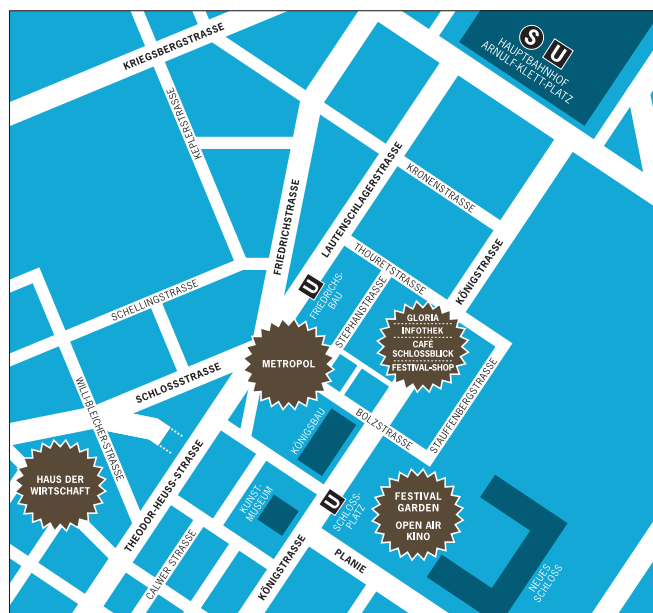 S U
HAUPTBAHNHOF
ARNULF-KLETT-PLATZ
KRIEGSBERGSTRASSE
KEPLERSTRASSE
FRIEDRICHSTRASSE
LAUTENSCHLAGERSTRASSE
KRONENSTRASSE
KÖNIGSTRASSE
THOURETSTRASSE
STEPHANSTRASSE
U
FRIEDRICHS-
BAU
SCHELLINGSTRASSE
GLORIA
INFOTHEK
CAFÉ
SCHLOSSBLICK
FESTIVAL-SHOP
METROPOL
SCHLOSSSTRASSE
WILLI-BLEICHER-STRASSE
STAUFFENBERGSTRASSE
BOLZSTRASSE
KÖNIGSBAU
HAUS DER
WIRTSCHAFT
THEODOR-HEUSS-STRASSE
KUNST-
MUSEUM
U
SCHLOSS-
PLATZ
FESTIVAL
GARDEN
OPEN AIR
KINO
CALWER STRASSE
KÖNIGSTRASSE
PLANIE
NEUES
SCHLOSS